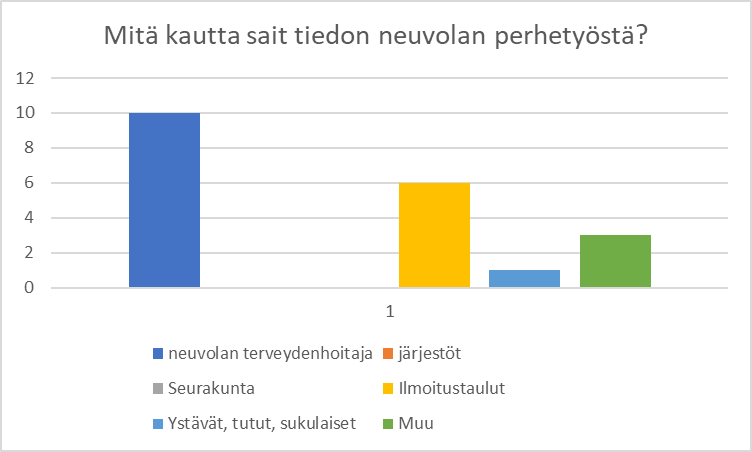 Mitä kautta sait tiedon neuvolan perhetyöstä?
12
10
8
6
4
2
0
1
neuvolan terveydenhoitaja järjestöt
Seurakunta Ilmoitustaulut
Ystävät, tutut, sukulaiset Muu